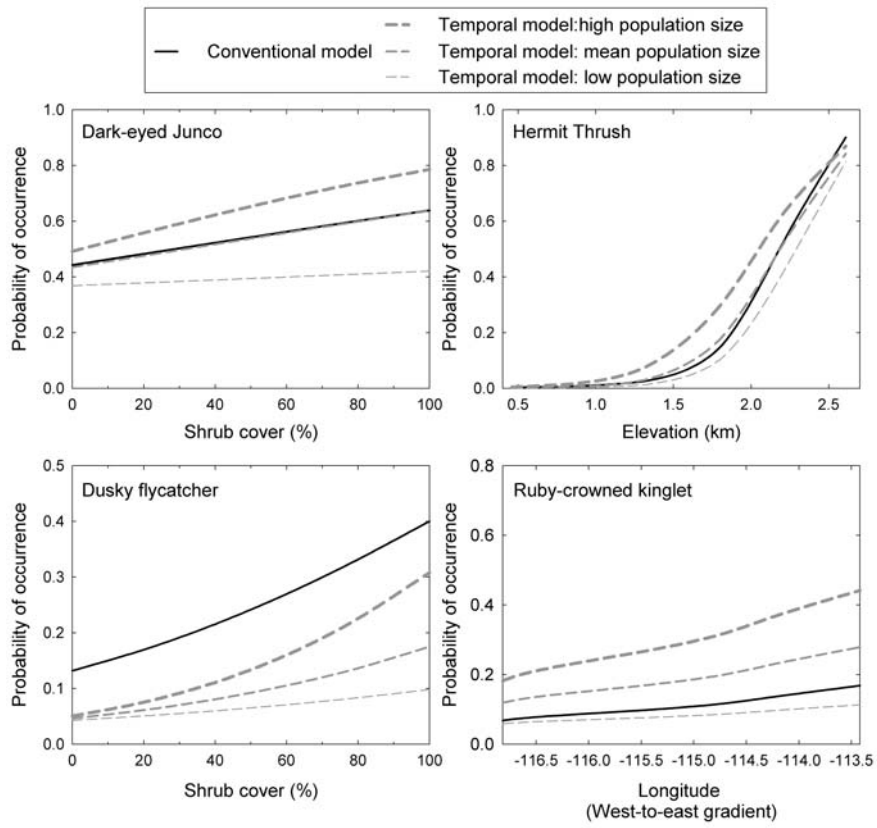 Conventional model
Temporal model:high population size
Temporal model: mean population size
Temporal model: low population size
Dark-eyed Junco
Probability of occurrence
1.0
0.8
0.6
0.4
0.2
0.0
0 20 40 60 80 100
Shrub cover (%)
Hermit Thrush
Probability of occurrence
1.0
0.8
0.6
0.4
0.2
0.0
0.5 1.0 1.5 2.0 2.5
Elevation (km)
Dusky flycatcher
Probability of occurrence
0.5
0.4
0.3
0.2
0.1
0.0
0 20 40 60 80 100
Shrub cover (%)
Ruby-crowned kinglet
Probability of occurrence
0.8
0.6
0.4
0.2
0.0
-116.5 -116.0 -115.5 -115.0 -114.5 -114.0 -113.5
Longitude
(West-to-east gradient)